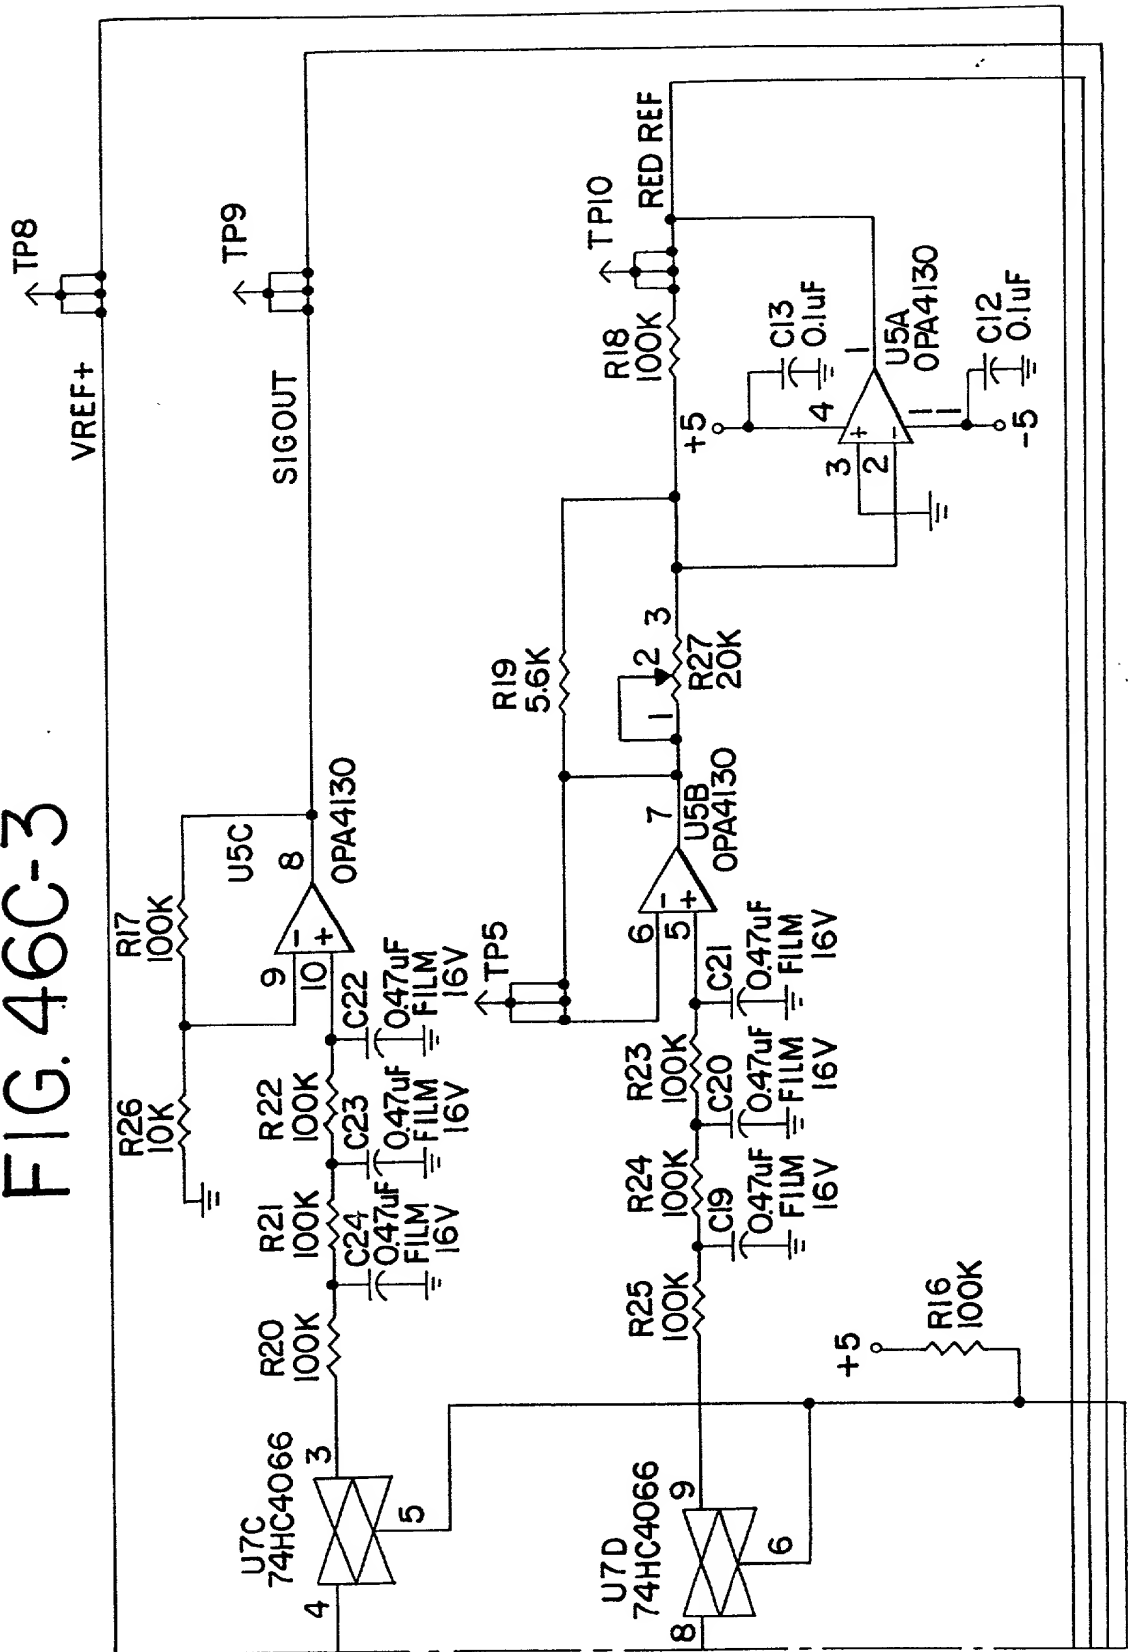 FIG. 46C-3
VREF+
TP8
SIGOUT
TP9
R17
100K
R26
10K
U5C
8
9
10
OPA4130
U7C
74HC4066
4
3
5
R20
100K
R21
100K
R22
100K
C24
0.47uF
FILM
16V
C23
0.47uF
FILM
16V
C22
0.47uF
FILM
16V
TP5
R19
5.6K
R18
100K
TP10
RED REF
U7D
74HC4066
8
9
6
R25
100K
R24
100K
R23
100K
C19
0.47uF
FILM
16V
C20
0.47uF
FILM
16V
C21
0.47uF
FILM
16V
6
5
7
U5B
OPA4130
1
2
3
R27
20K
+5
4
C13
0.1uF
3
2
1
U5A
OPA4130
11
-5
C12
0.1uF
+5
R16
100K